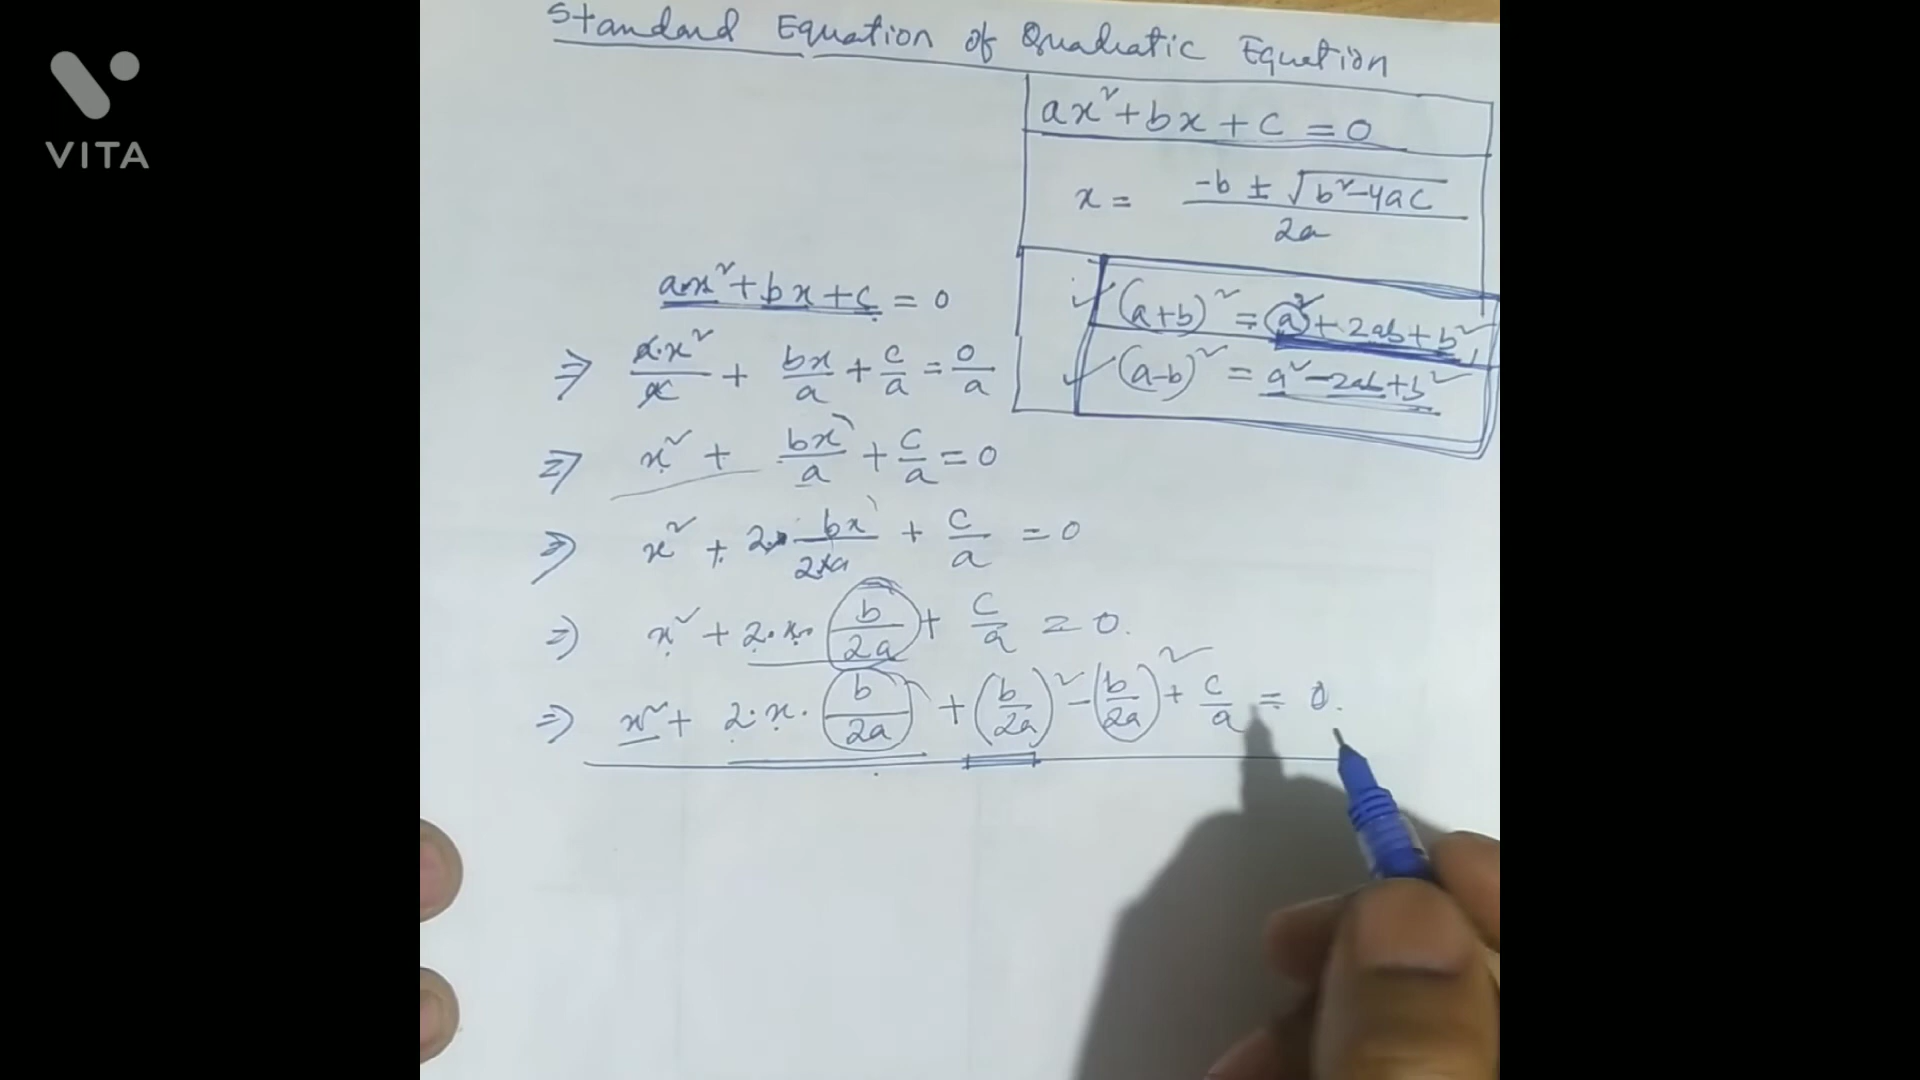 VITA
Standard Equation of Quadratic Equation
ax²+bx+c=0
x = (-b ± √(b²-4ac))/2a
(a+b)² = a²+2ab+b²
(a-b)² = a²-2ab+b²
ax²+bx+c=0
⇒ a·x²/a + bx/a + c/a = 0/a
⇒ x² + bx/a + c/a = 0
⇒ x² + 2· bx/2×a + c/a = 0
⇒ x² + 2·x· b/2a + c/a = 0.
⇒ x² + 2·x· (b/2a) + (b/2a)² - (b/2a)² + c/a = 0.